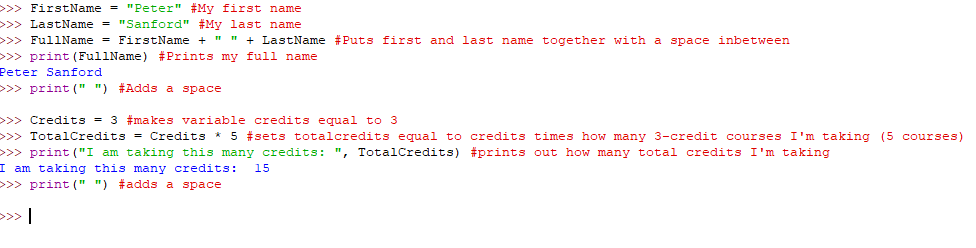 >>> FirstName = "Peter" #My first name
>>> LastName = "Sanford" #My last name
>>> FullName = FirstName + " " + LastName #Puts first and last name together with a space inbetween
>>> print(FullName) #Prints my full name
Peter Sanford
>>> print(" ") #Adds a space
>>> Credits = 3 #makes variable credits equal to 3
>>> TotalCredits = Credits * 5 #sets totalcredits equal to credits times how many 3-credit courses I'm taking (5 courses)
>>> print("I am taking this many credits: ", TotalCredits) #prints out how many total credits I'm taking
I am taking this many credits:  15
>>> print(" ") #adds a space
>>>